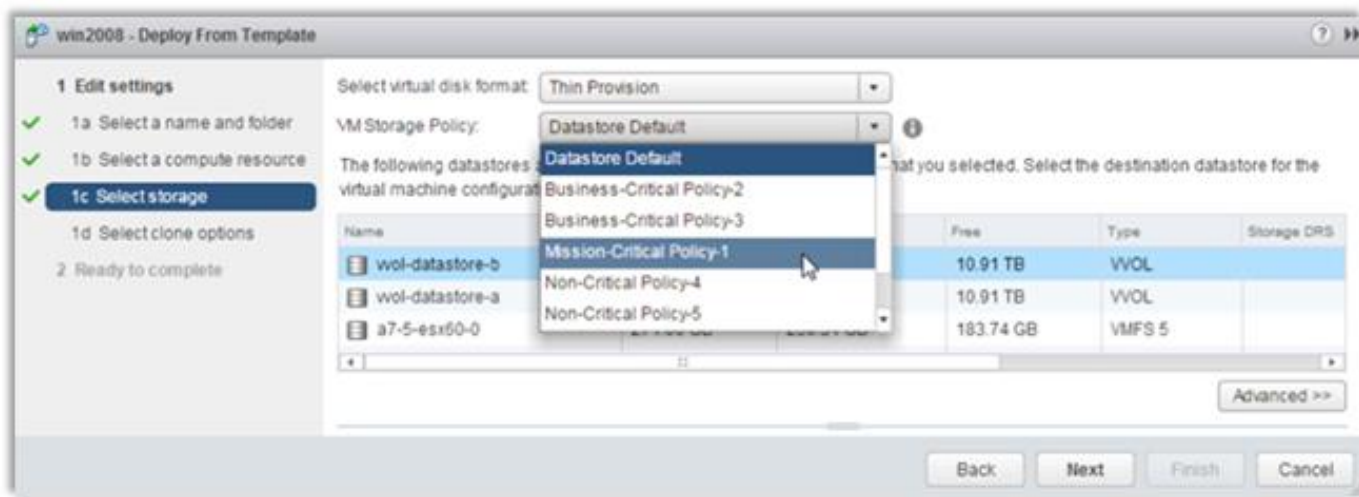 win2008 - Deploy From Template
1 Edit settings
1a Select a name and folder
1b Select a compute resource
1c Select storage
1d Select clone options
2 Ready to complete
Select virtual disk format:
Thin Provision
VM Storage Policy:
Datastore Default
Datastore Default
Business-Critical Policy-2
Business-Critical Policy-3
Mission-Critical Policy-1
Non-Critical Policy-4
Non-Critical Policy-5
The following datastores
hat you selected. Select the destination datastore for the
virtual machine configurat
Name Free Type Storage DRS
vvol-datastore-b 10.91 TB VVOL
vvol-datastore-a 10.91 TB VVOL
a7-5-esx60-0 183.74 GB VMFS 5
Advanced >>
Back Next Finish Cancel